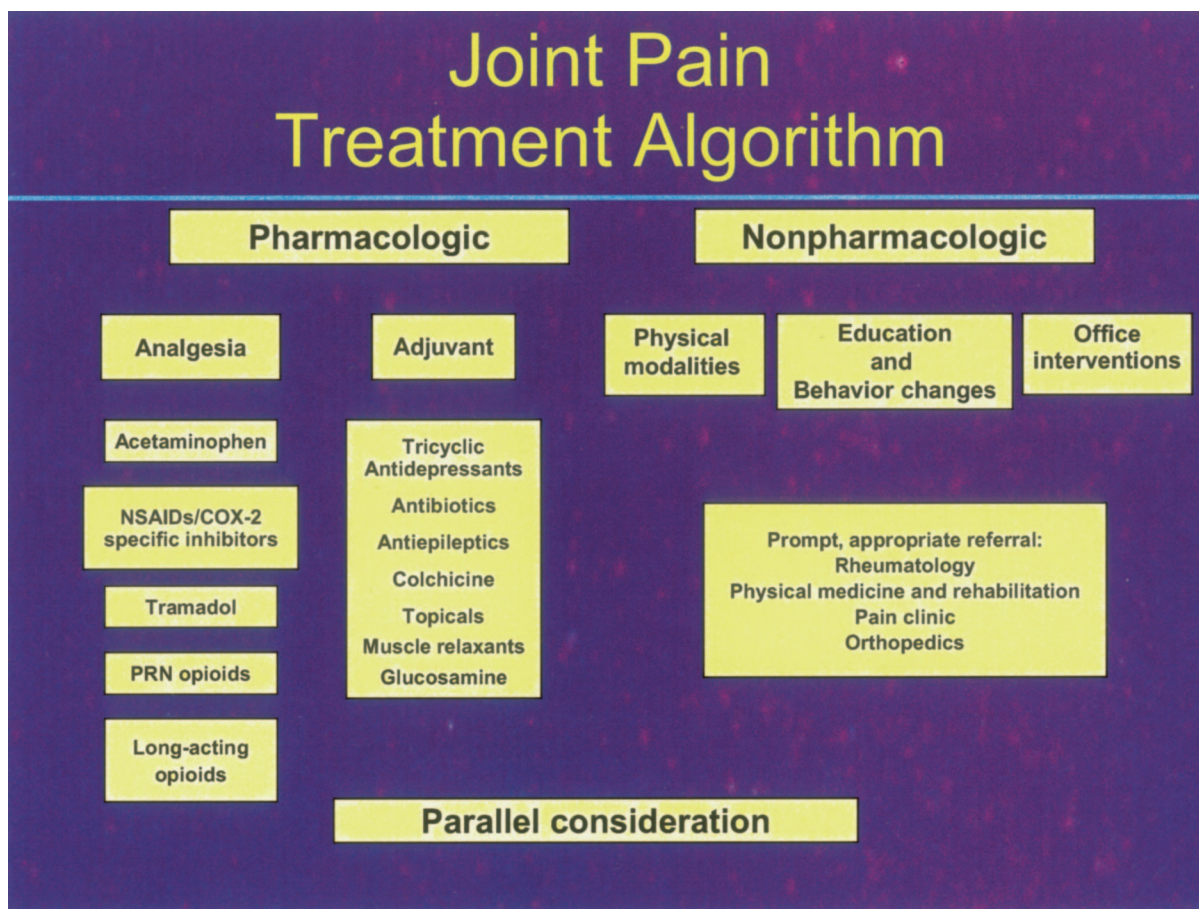 Joint Pain
Treatment Algorithm
Pharmacologic
Nonpharmacologic
Analgesia
Adjuvant
Physical
modalities
Education
and
Behavior changes
Office
interventions
Acetaminophen
NSAIDs/COX-2
specific inhibitors
Tramadol
PRN opioids
Long-acting
opioids
Tricyclic
Antidepressants
Antibiotics
Antiepileptics
Colchicine
Topicals
Muscle relaxants
Glucosamine
Prompt, appropriate referral:
Rheumatology
Physical medicine and rehabilitation
Pain clinic
Orthopedics
Parallel consideration